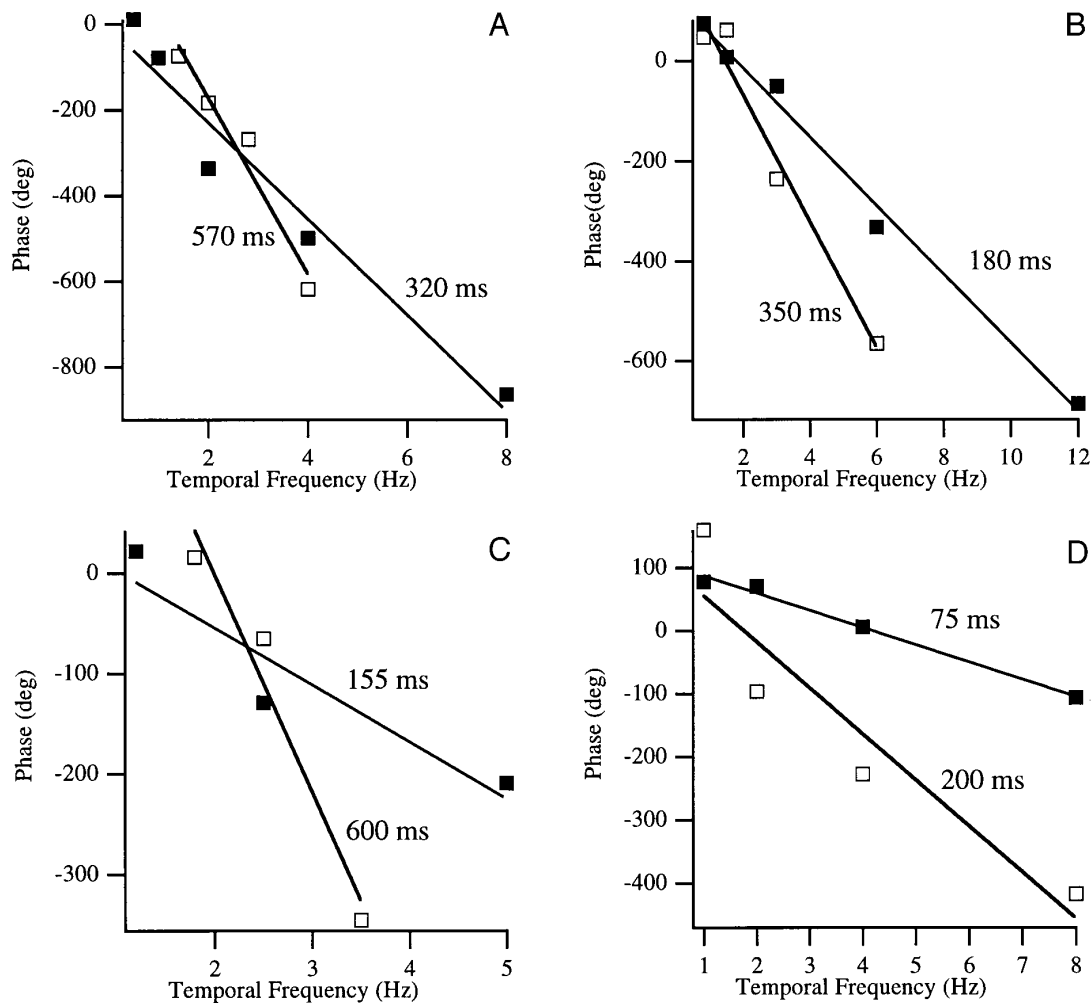 A
0
-200
-400
-600
-800
Phase (deg)
570 ms
320 ms
2
4
6
8
Temporal Frequency (Hz)
B
0
-200
-400
-600
Phase(deg)
180 ms
350 ms
2
4
6
8
10
12
Temporal Frequency (Hz)
C
0
-100
-200
-300
Phase (deg)
155 ms
600 ms
2
3
4
5
Temporal Frequency (Hz)
D
100
0
-100
-200
-300
-400
Phase (deg)
75 ms
200 ms
1
2
3
4
5
6
7
8
Temporal Frequency (Hz)